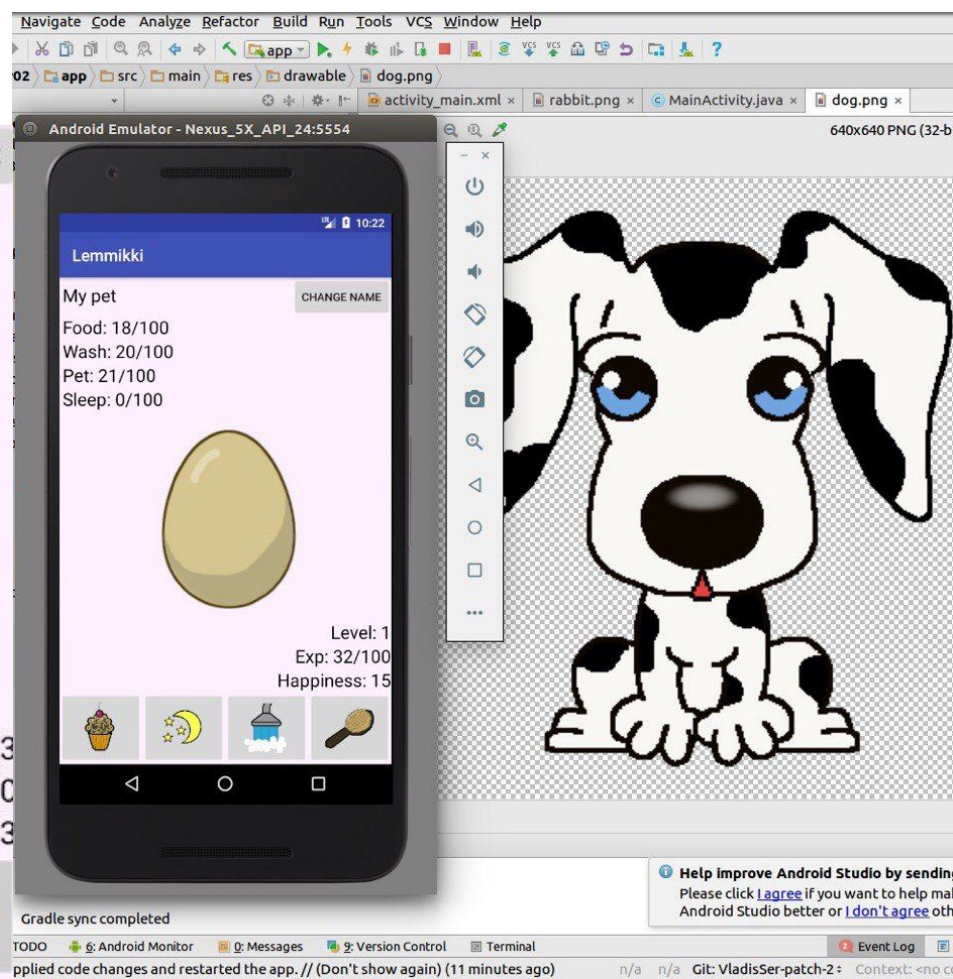 Navigate Code Analyze Refactor Build Run Tools VCS Window Help
app
VCS VCS
02 app src main res drawable dog.png
activity_main.xml × rabbit.png × MainActivity.java × dog.png ×
Android Emulator - Nexus_5X_API_24:5554
640x640 PNG (32-b
10:22
Lemmikki
My pet
CHANGE NAME
Food: 18/100
Wash: 20/100
Pet: 21/100
Sleep: 0/100
Level: 1
Exp: 32/100
Happiness: 15
3
0
3
Help improve Android Studio by sending
Please click I agree if you want to help mak
Android Studio better or I don't agree oth
Gradle sync completed
TODO 6: Android Monitor 0: Messages 9: Version Control Terminal
2 Event Log
pplied code changes and restarted the app. // (Don't show again) (11 minutes ago)
n/a n/a Git: VladisSer-patch-2 Context: <no c